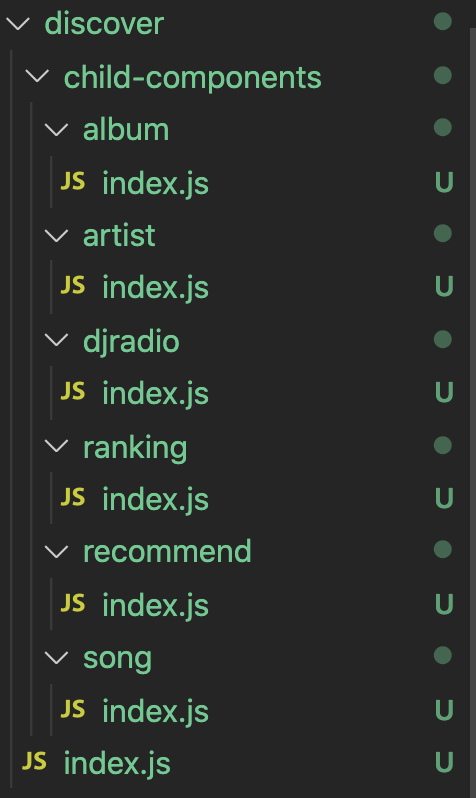 discover
child-components
album
JS index.js U
artist
JS index.js U
djradio
JS index.js U
ranking
JS index.js U
recommend
JS index.js U
song
JS index.js U
JS index.js U